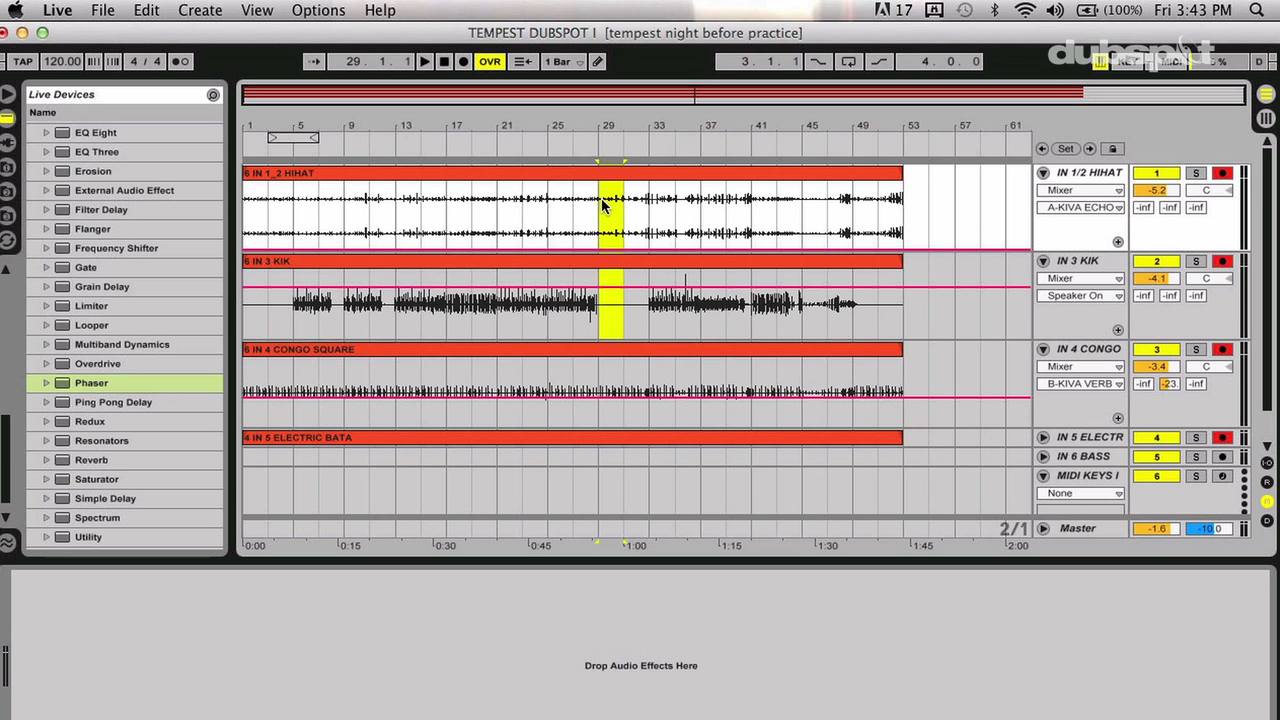 Live File Edit Create View Options Help 17 (100%) Fri 3:43 PM
TEMPEST DUBSPOT I [tempest night before practice]
TAP 120.00 4 / 4 29. 1. 1 OVR 1 Bar 3. 1. 1 4. 0. 0 % D
dubspot
Live Devices
Name
EQ Eight
EQ Three
Erosion
External Audio Effect
Filter Delay
Flanger
Frequency Shifter
Gate
Grain Delay
Limiter
Looper
Multiband Dynamics
Overdrive
Phaser
Ping Pong Delay
Redux
Resonators
Reverb
Saturator
Simple Delay
Spectrum
Utility
1 5 9 13 17 21 25 29 33 37 41 45 49 53 57 61
Set
6 IN 1_2 HIHAT
IN 1/2 HIHAT 1 S
Mixer -5.2 C
A-KIVA ECHO -inf -inf -inf
6 IN 3 KIK
IN 3 KIK 2 S
Mixer -4.1 C
Speaker On -inf -inf -inf
6 IN 4 CONGO SQUARE
IN 4 CONGO 3 S
Mixer -3.4 C
B-KIVA VERB -inf -23. -inf
4 IN 5 ELECTRIC BATA
IN 5 ELECTR 4 S
IN 6 BASS 5 S
MIDI KEYS I 6 S
None
2/1
Master -1.6 -10.0
0:00 0:15 0:30 0:45 1:00 1:15 1:30 1:45 2:00
R
D
Drop Audio Effects Here